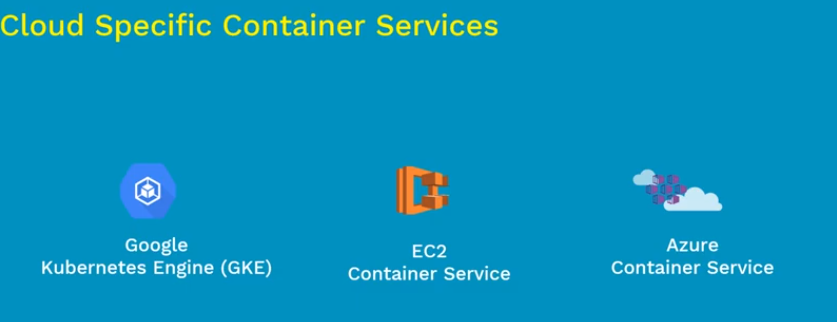 Cloud Specific Container Services
Google
Kubernetes Engine (GKE)
EC2
Container Service
Azure
Container Service